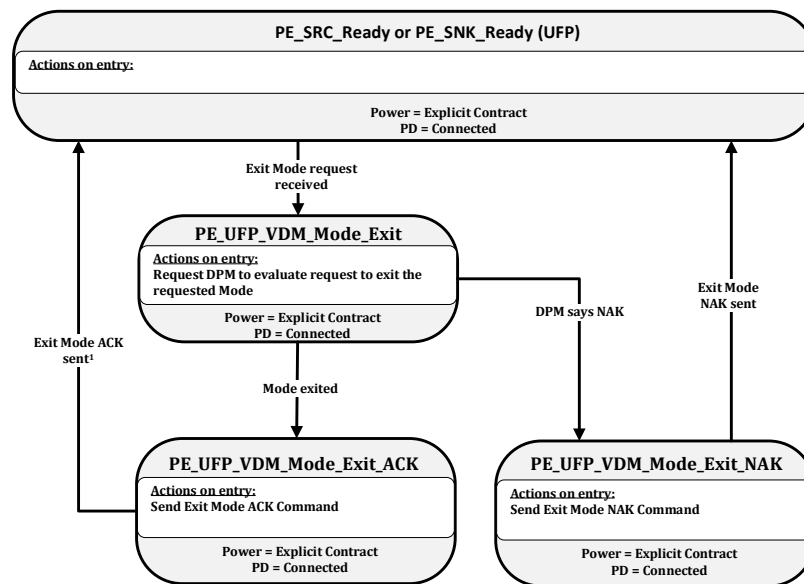 PE_SRC_Ready or PE_SNK_Ready (UFP)
Actions on entry:
Power = Explicit Contract
PD = Connected
Exit Mode request
received
PE_UFP_VDM_Mode_Exit
Actions on entry:
Request DPM to evaluate request to exit the
requested Mode
Power = Explicit Contract
PD = Connected
Exit Mode
NAK sent
DPM says NAK
Exit Mode ACK
sent¹
Mode exited
PE_UFP_VDM_Mode_Exit_ACK
Actions on entry:
Send Exit Mode ACK Command
Power = Explicit Contract
PD = Connected
PE_UFP_VDM_Mode_Exit_NAK
Actions on entry:
Send Exit Mode NAK Command
Power = Explicit Contract
PD = Connected